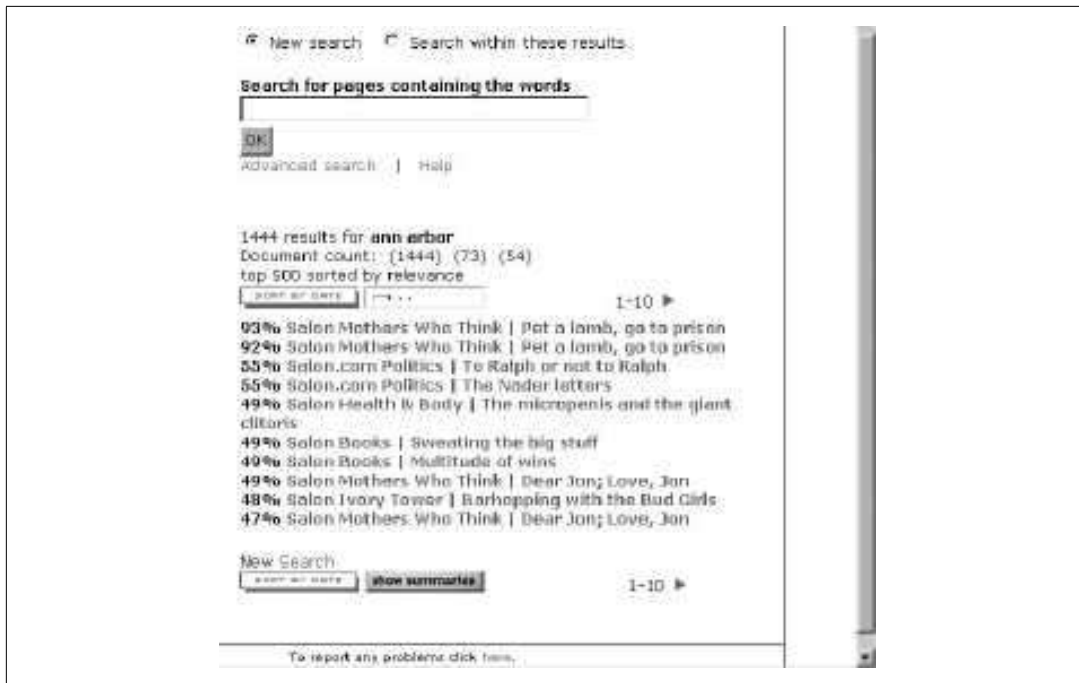 New search Search within these results
Search for pages containing the words
OK
Advanced search | Help
1444 results for ann arbor
Document count: (1444) (73) (54)
top 500 sorted by relevance
SORT BY DATE 1-10
93% Salon Mothers Who Think | Pet a lamb, go to prison
92% Salon Mothers Who Think | Pet a lamb, go to prison
55% Salon.com Politics | To Ralph or not to Ralph
55% Salon.com Politics | The Nader letters
49% Salon Health & Body | The micropenis and the giant
clitoris
49% Salon Books | Sweating the big stuff
49% Salon Books | Multitude of wins
49% Salon Mothers Who Think | Dear Jon; Love, Jon
48% Salon Ivory Tower | Barhopping with the Bud Girls
47% Salon Mothers Who Think | Dear Jon; Love, Jon
New Search
SORT BY DATE show summaries 1-10
To report any problems click here.